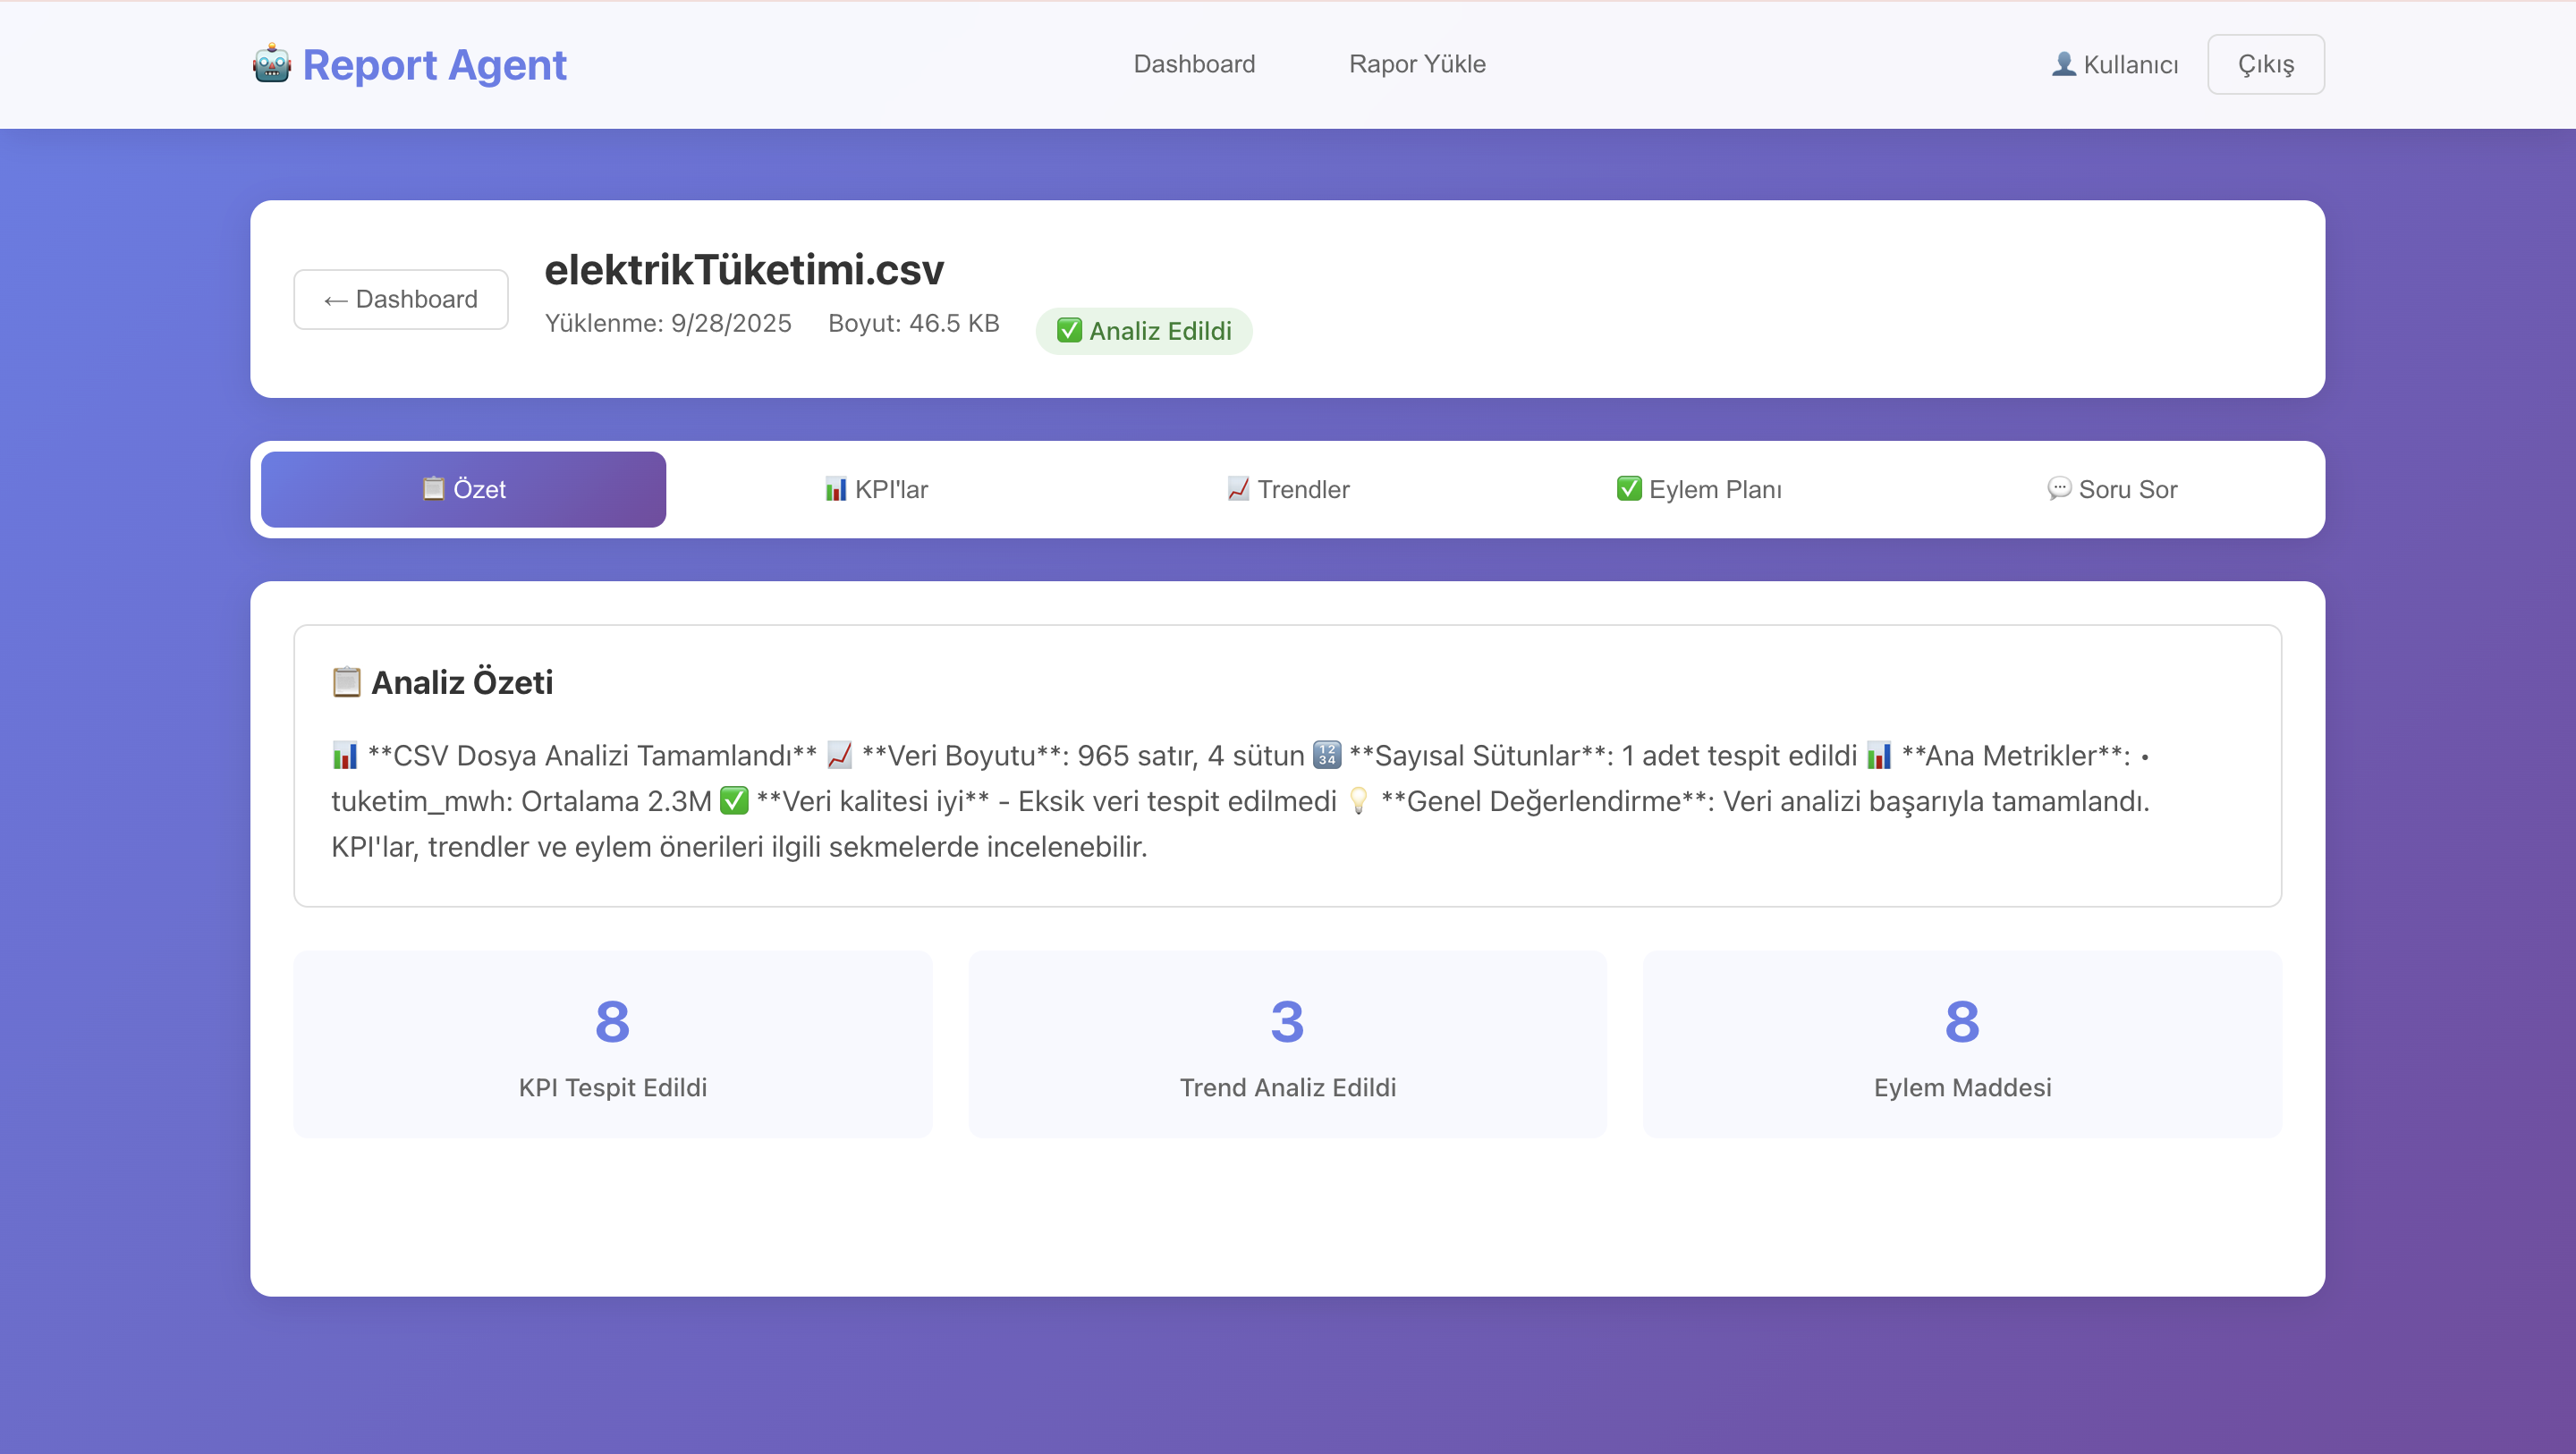 🤖 Report Agent
Dashboard
Rapor Yükle
👤 Kullanıcı
Çıkış
← Dashboard
elektrikTüketimi.csv
Yüklenme: 9/28/2025
Boyut: 46.5 KB
✅ Analiz Edildi
📋 Özet
📊 KPI'lar
📈 Trendler
✅ Eylem Planı
💬 Soru Sor
📋 Analiz Özeti
📊 **CSV Dosya Analizi Tamamlandı** 📈 **Veri Boyutu**: 965 satır, 4 sütun 🔢 **Sayısal Sütunlar**: 1 adet tespit edildi 📊 **Ana Metrikler**: •
tuketim_mwh: Ortalama 2.3M ✅ **Veri kalitesi iyi** - Eksik veri tespit edilmedi 💡 **Genel Değerlendirme**: Veri analizi başarıyla tamamlandı.
KPI'lar, trendler ve eylem önerileri ilgili sekmelerde incelenebilir.
8
KPI Tespit Edildi
3
Trend Analiz Edildi
8
Eylem Maddesi